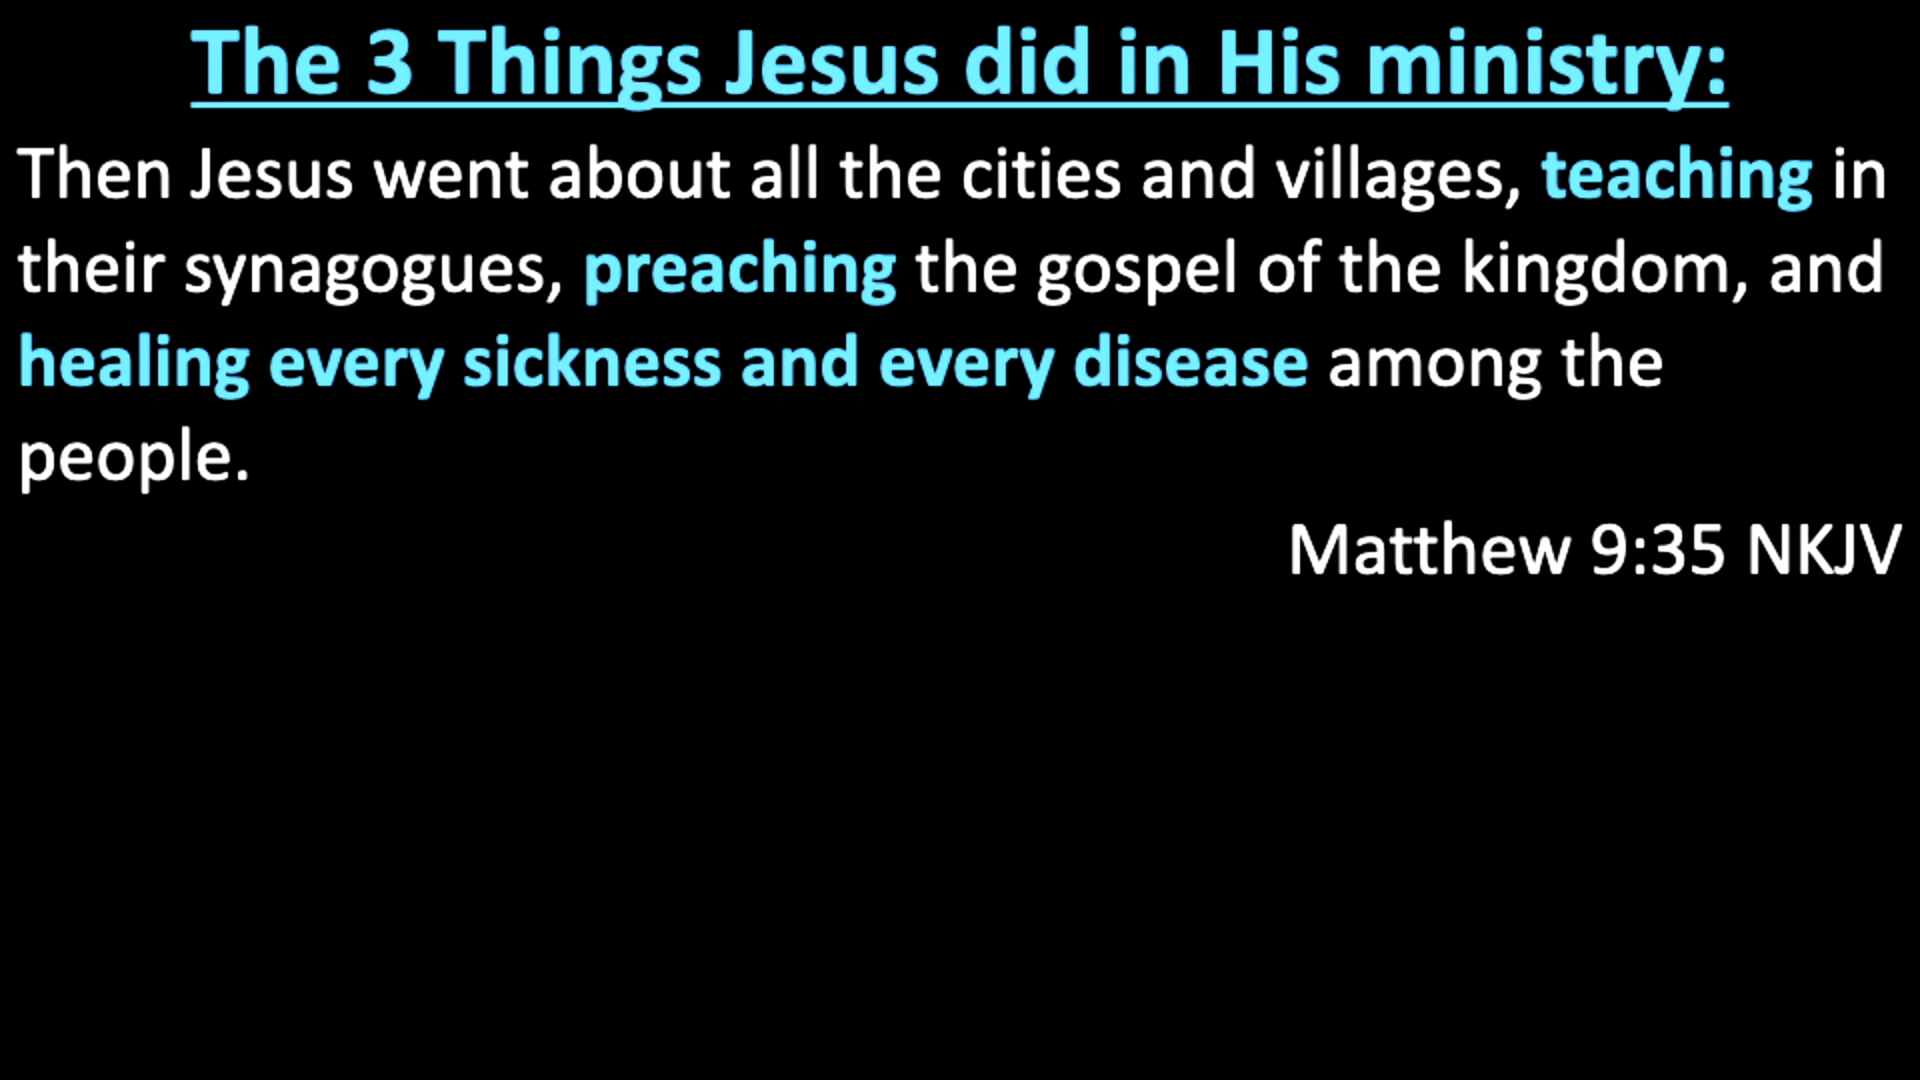 The 3 Things Jesus did in His ministry:
Then Jesus went about all the cities and villages, teaching in
their synagogues, preaching the gospel of the kingdom, and
healing every sickness and every disease among the
people.
Matthew 9:35 NKJV